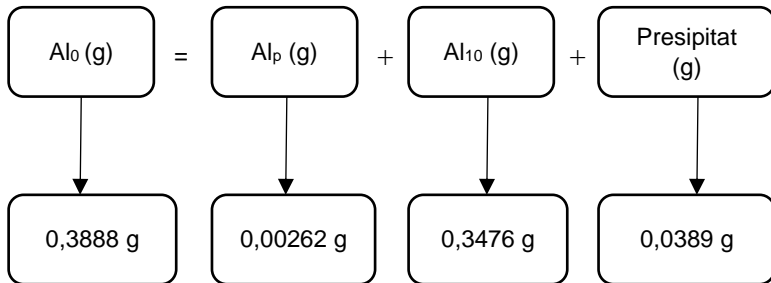 Al₀ (g) = Alₚ (g) + Al₁₀ (g) + Presipitat
(g)
0,3888 g 0,00262 g 0,3476 g 0,0389 g